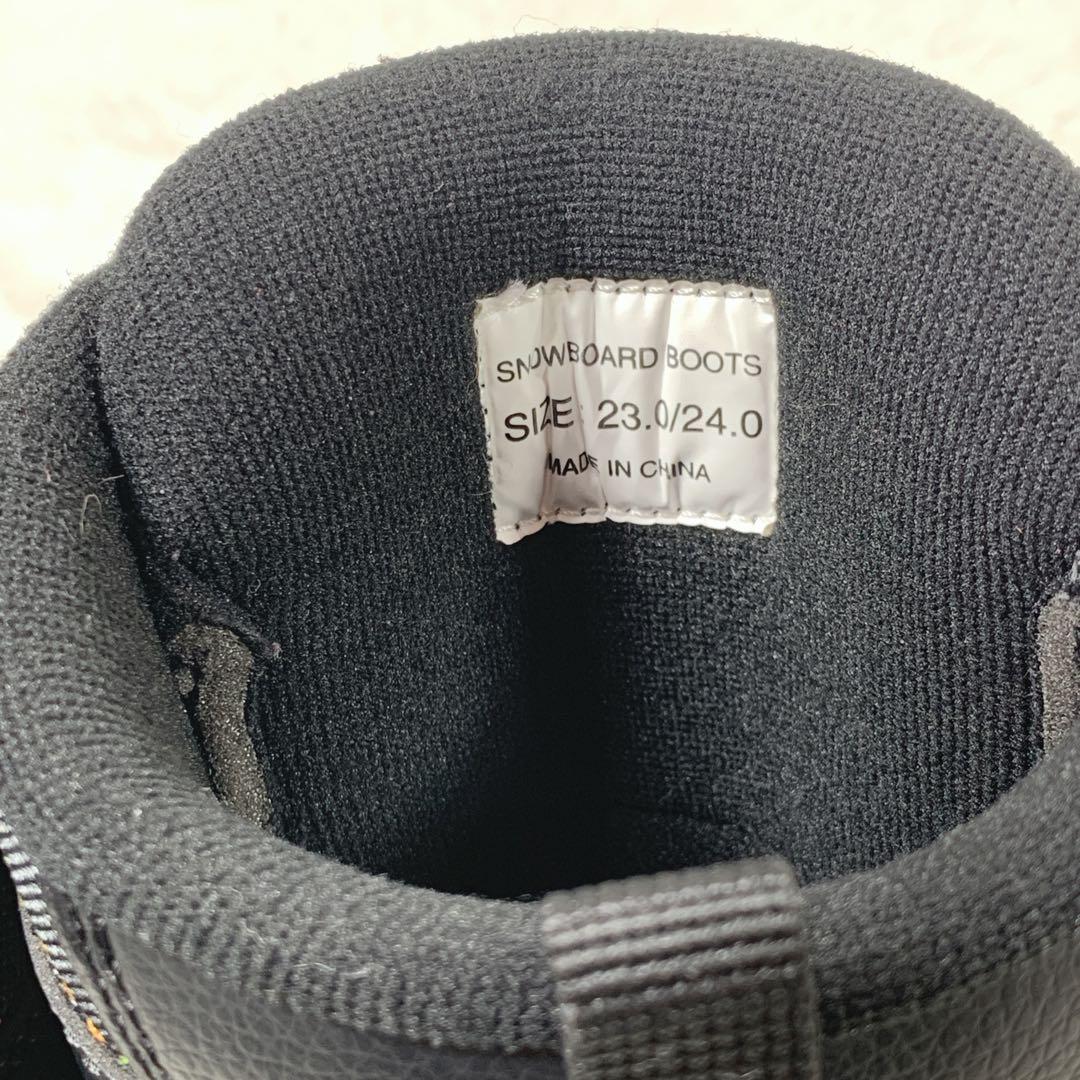 SNOWBOARD BOOTS
SIZE: 23.0/24.0
MADE IN CHINA